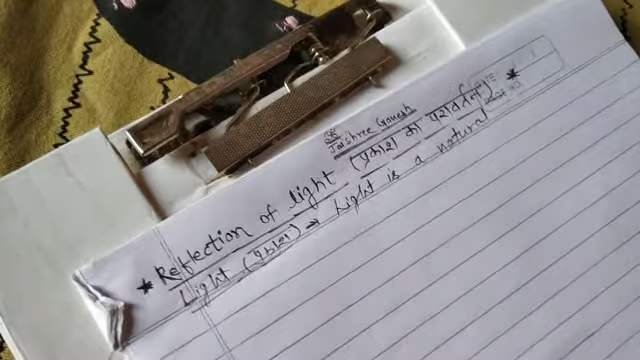 ॐ
Jaishree Ganesh
* Reflection of light (प्रकाश का परावर्तन) *
Light (प्रकाश) → Light is a natural